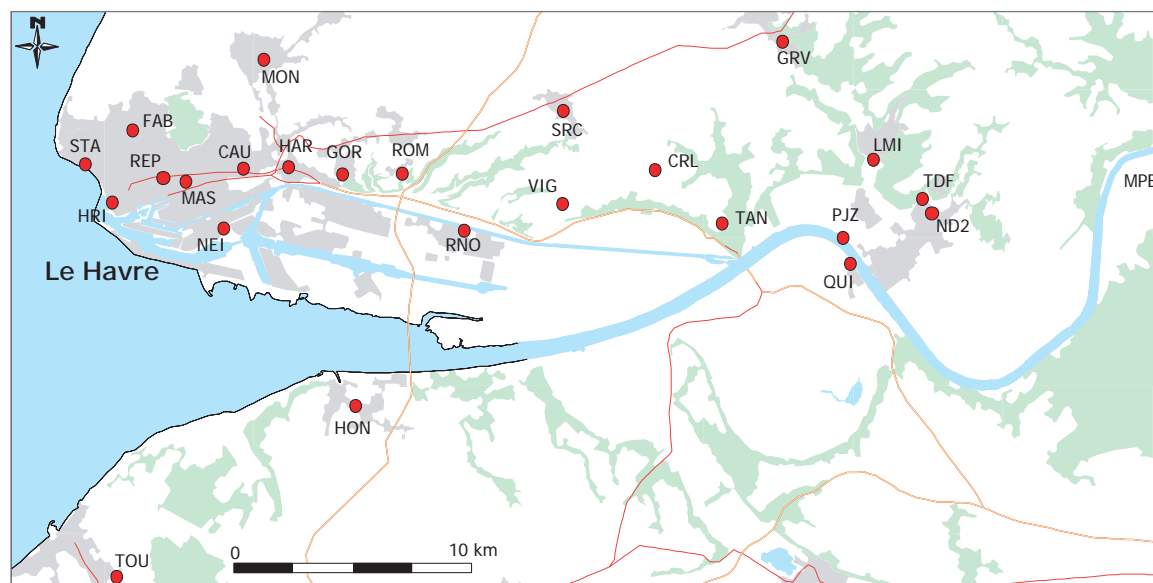 N
MON
GRV
FAB
SRC
STA
REP
CAU
HAR
GOR
ROM
LMI
CRL
MAS
VIG
TDF
MPB
HRI
NEI
RNO
TAN
PJZ
ND2
Le Havre
QUI
HON
TOU
0 10 km